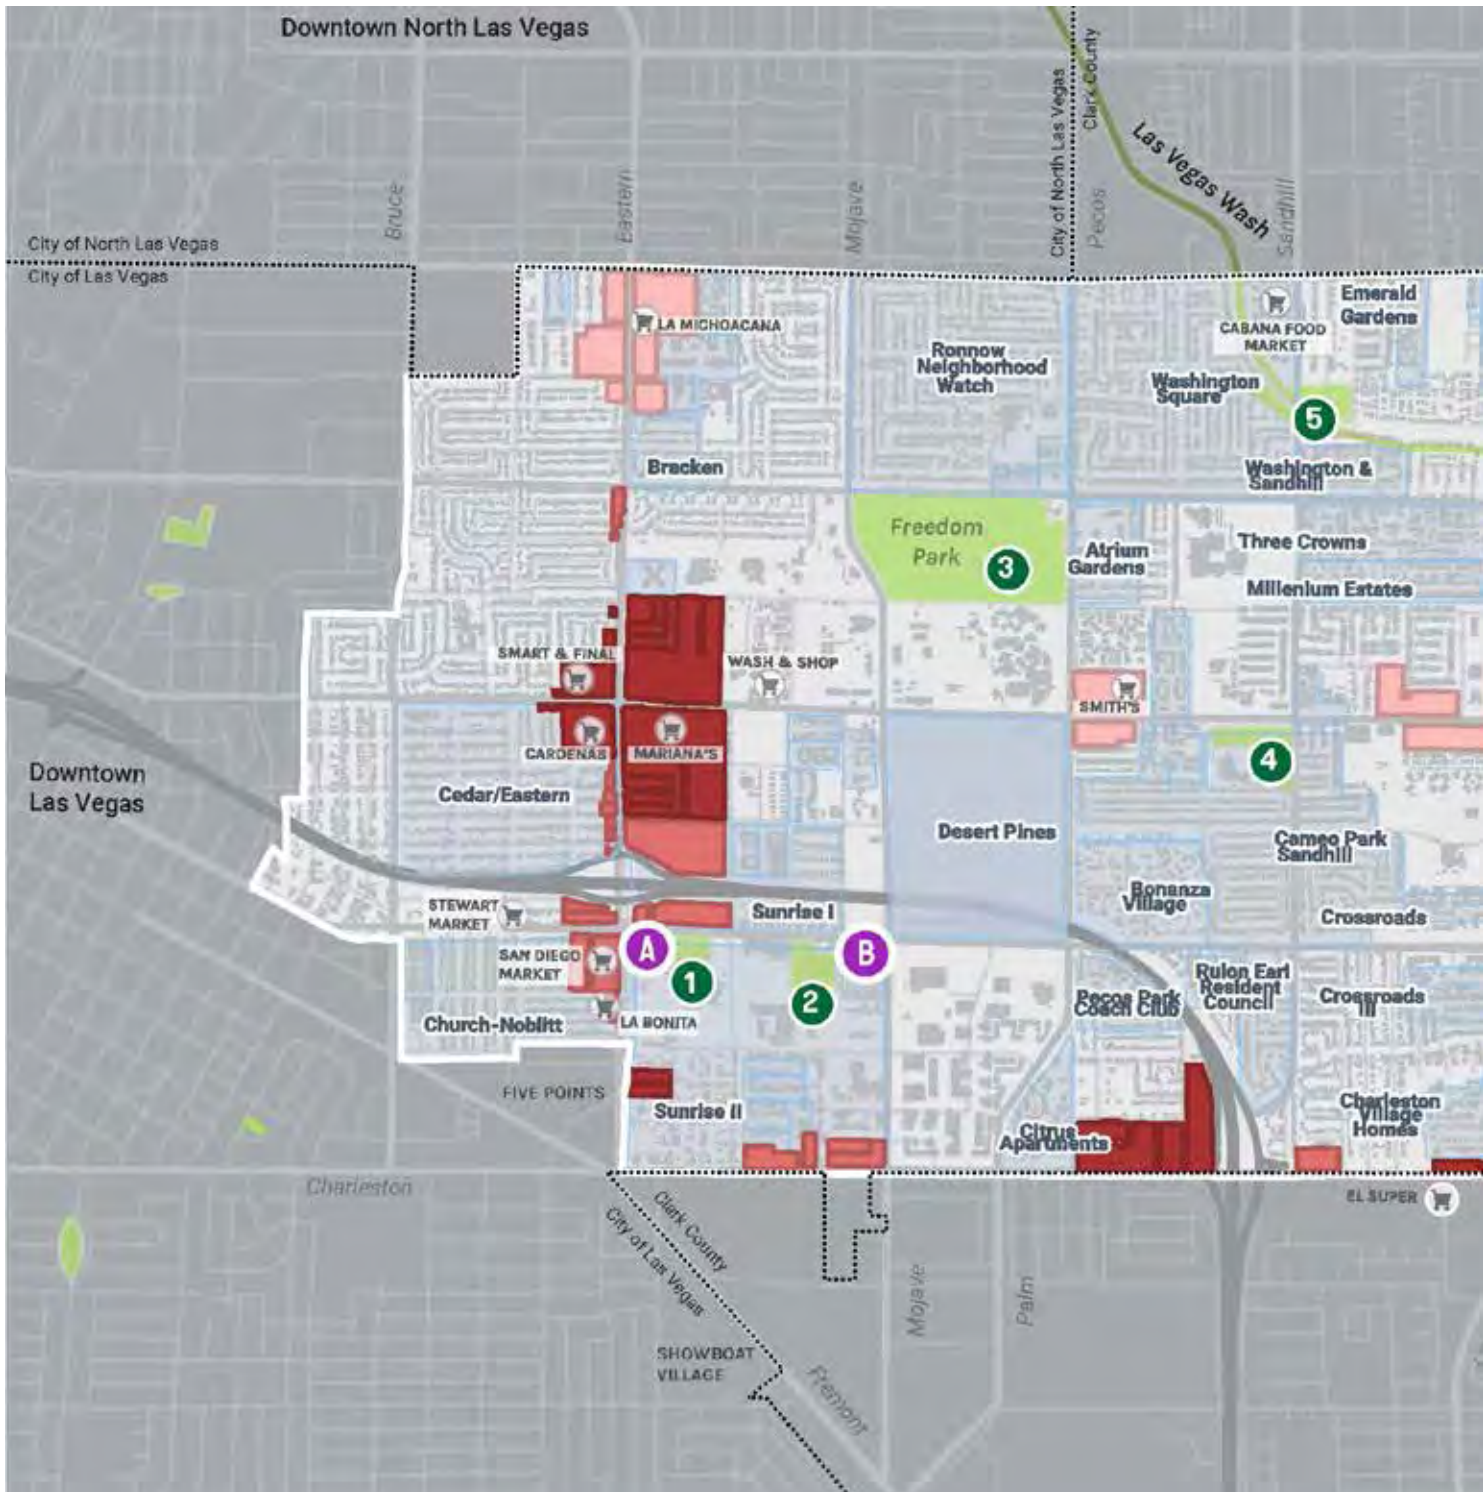 Downtown North Las Vegas
City of North Las Vegas
Clark County
Las Vegas Wash
Bruce
Eastern
Mojave
Pecos
Sandhill
City of North Las Vegas
City of Las Vegas
LA MICHOACANA
CABANA FOOD
MARKET
Emerald
Gardens
Ronnow
Neighborhood
Watch
Washington
Square
5
Bracken
Washington &
Sandhill
Freedom
Park
3
Atrium
Gardens
Three Crowns
Millenium Estates
SMART & FINAL
WASH & SHOP
SMITH'S
CARDENAS
MARIANA'S
4
Downtown
Las Vegas
Cedar/Eastern
Desert Pines
Cameo Park
Sandhill
Bonanza
Village
STEWART
MARKET
Sunrise I
Crossroads
SAN DIEGO
MARKET
A
B
1
2
Rulon Earl
Resident
Council
Pecos Park
Coach Club
Crossroads
III
LA BONITA
Church-Noblitt
FIVE POINTS
Sunrise II
Citrus
Apartments
Charleston
Village
Homes
Charleston
EL SUPER
Clark County
City of Las Vegas
Mojave
Palm
SHOWBOAT
VILLAGE
Fremont